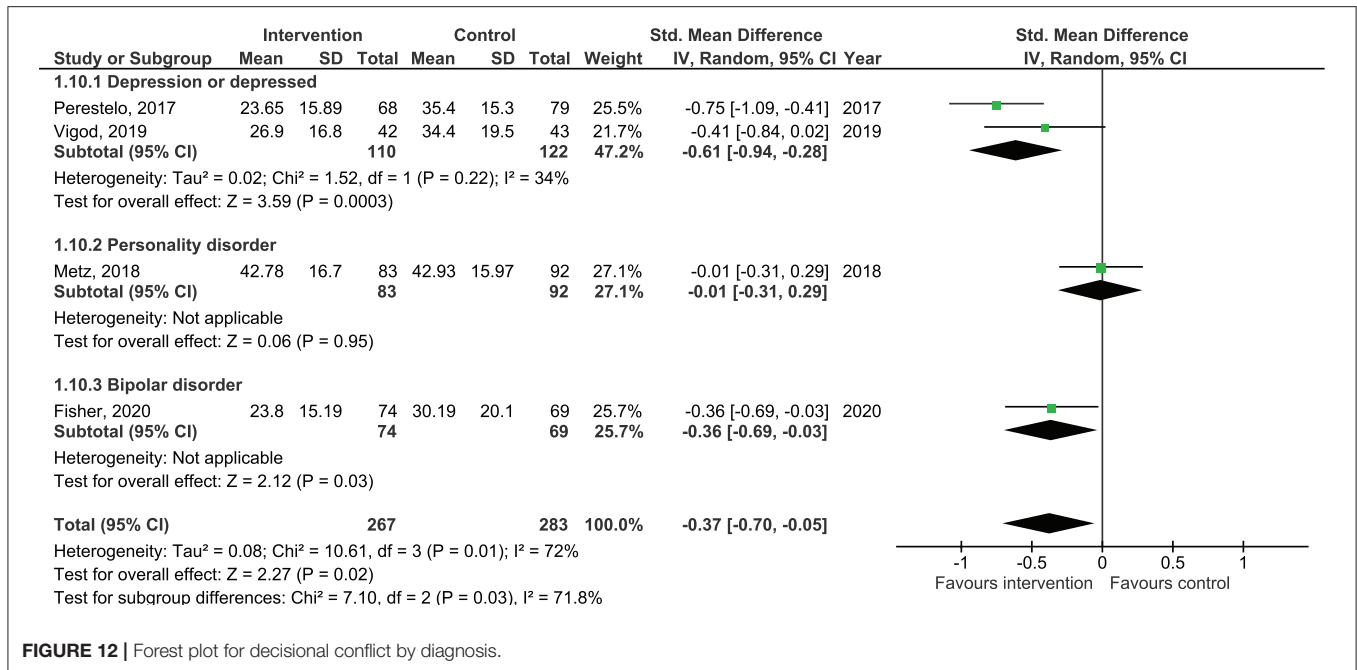 Intervention Control Std. Mean Difference Std. Mean Difference
Study or Subgroup Mean SD Total Mean SD Total Weight IV, Random, 95% CI Year IV, Random, 95% CI
1.10.1 Depression or depressed
Perestelo, 2017 23.65 15.89 68 35.4 15.3 79 25.5% -0.75 [-1.09, -0.41] 2017
Vigod, 2019 26.9 16.8 42 34.4 19.5 43 21.7% -0.41 [-0.84, 0.02] 2019
Subtotal (95% CI) 110 122 47.2% -0.61 [-0.94, -0.28]
Heterogeneity: Tau² = 0.02; Chi² = 1.52, df = 1 (P = 0.22); I² = 34%
Test for overall effect: Z = 3.59 (P = 0.0003)
1.10.2 Personality disorder
Metz, 2018 42.78 16.7 83 42.93 15.97 92 27.1% -0.01 [-0.31, 0.29] 2018
Subtotal (95% CI) 83 92 27.1% -0.01 [-0.31, 0.29]
Heterogeneity: Not applicable
Test for overall effect: Z = 0.06 (P = 0.95)
1.10.3 Bipolar disorder
Fisher, 2020 23.8 15.19 74 30.19 20.1 69 25.7% -0.36 [-0.69, -0.03] 2020
Subtotal (95% CI) 74 69 25.7% -0.36 [-0.69, -0.03]
Heterogeneity: Not applicable
Test for overall effect: Z = 2.12 (P = 0.03)
Total (95% CI) 267 283 100.0% -0.37 [-0.70, -0.05]
Heterogeneity: Tau² = 0.08; Chi² = 10.61, df = 3 (P = 0.01); I² = 72%
Test for overall effect: Z = 2.27 (P = 0.02)
Test for subgroup differences: Chi² = 7.10, df = 2 (P = 0.03), I² = 71.8%
-1 -0.5 0 0.5 1
Favours intervention Favours control
FIGURE 12 | Forest plot for decisional conflict by diagnosis.